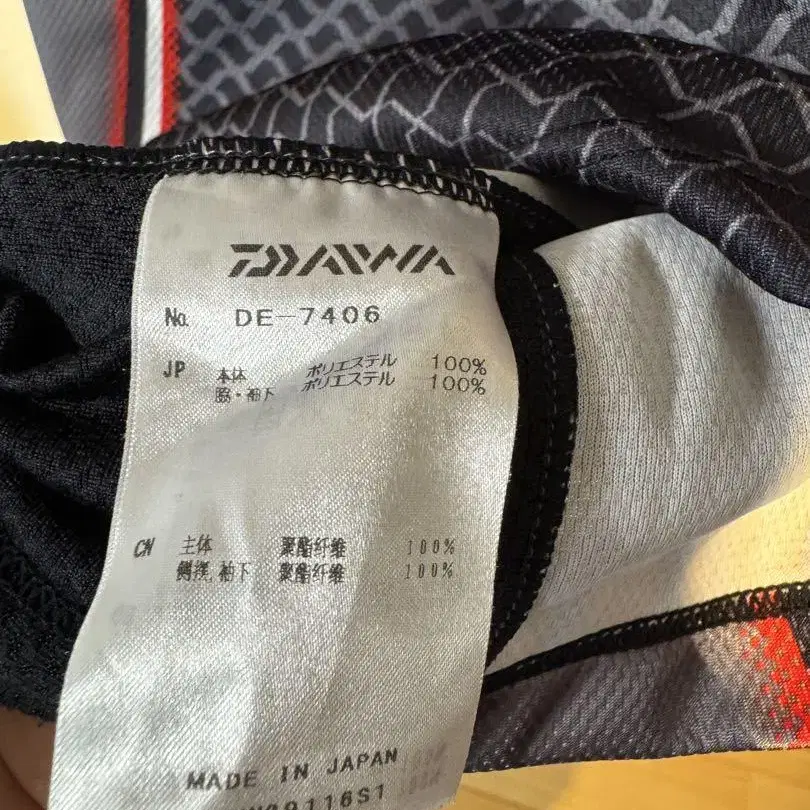 DAIWA
No. DE-7406
JP 本体 ポリエステル 100%
脇・袖下 ポリエステル 100%
CN 主体 聚酯纤维 100%
侧摆,袖下 聚酯纤维 100%
MADE IN JAPAN